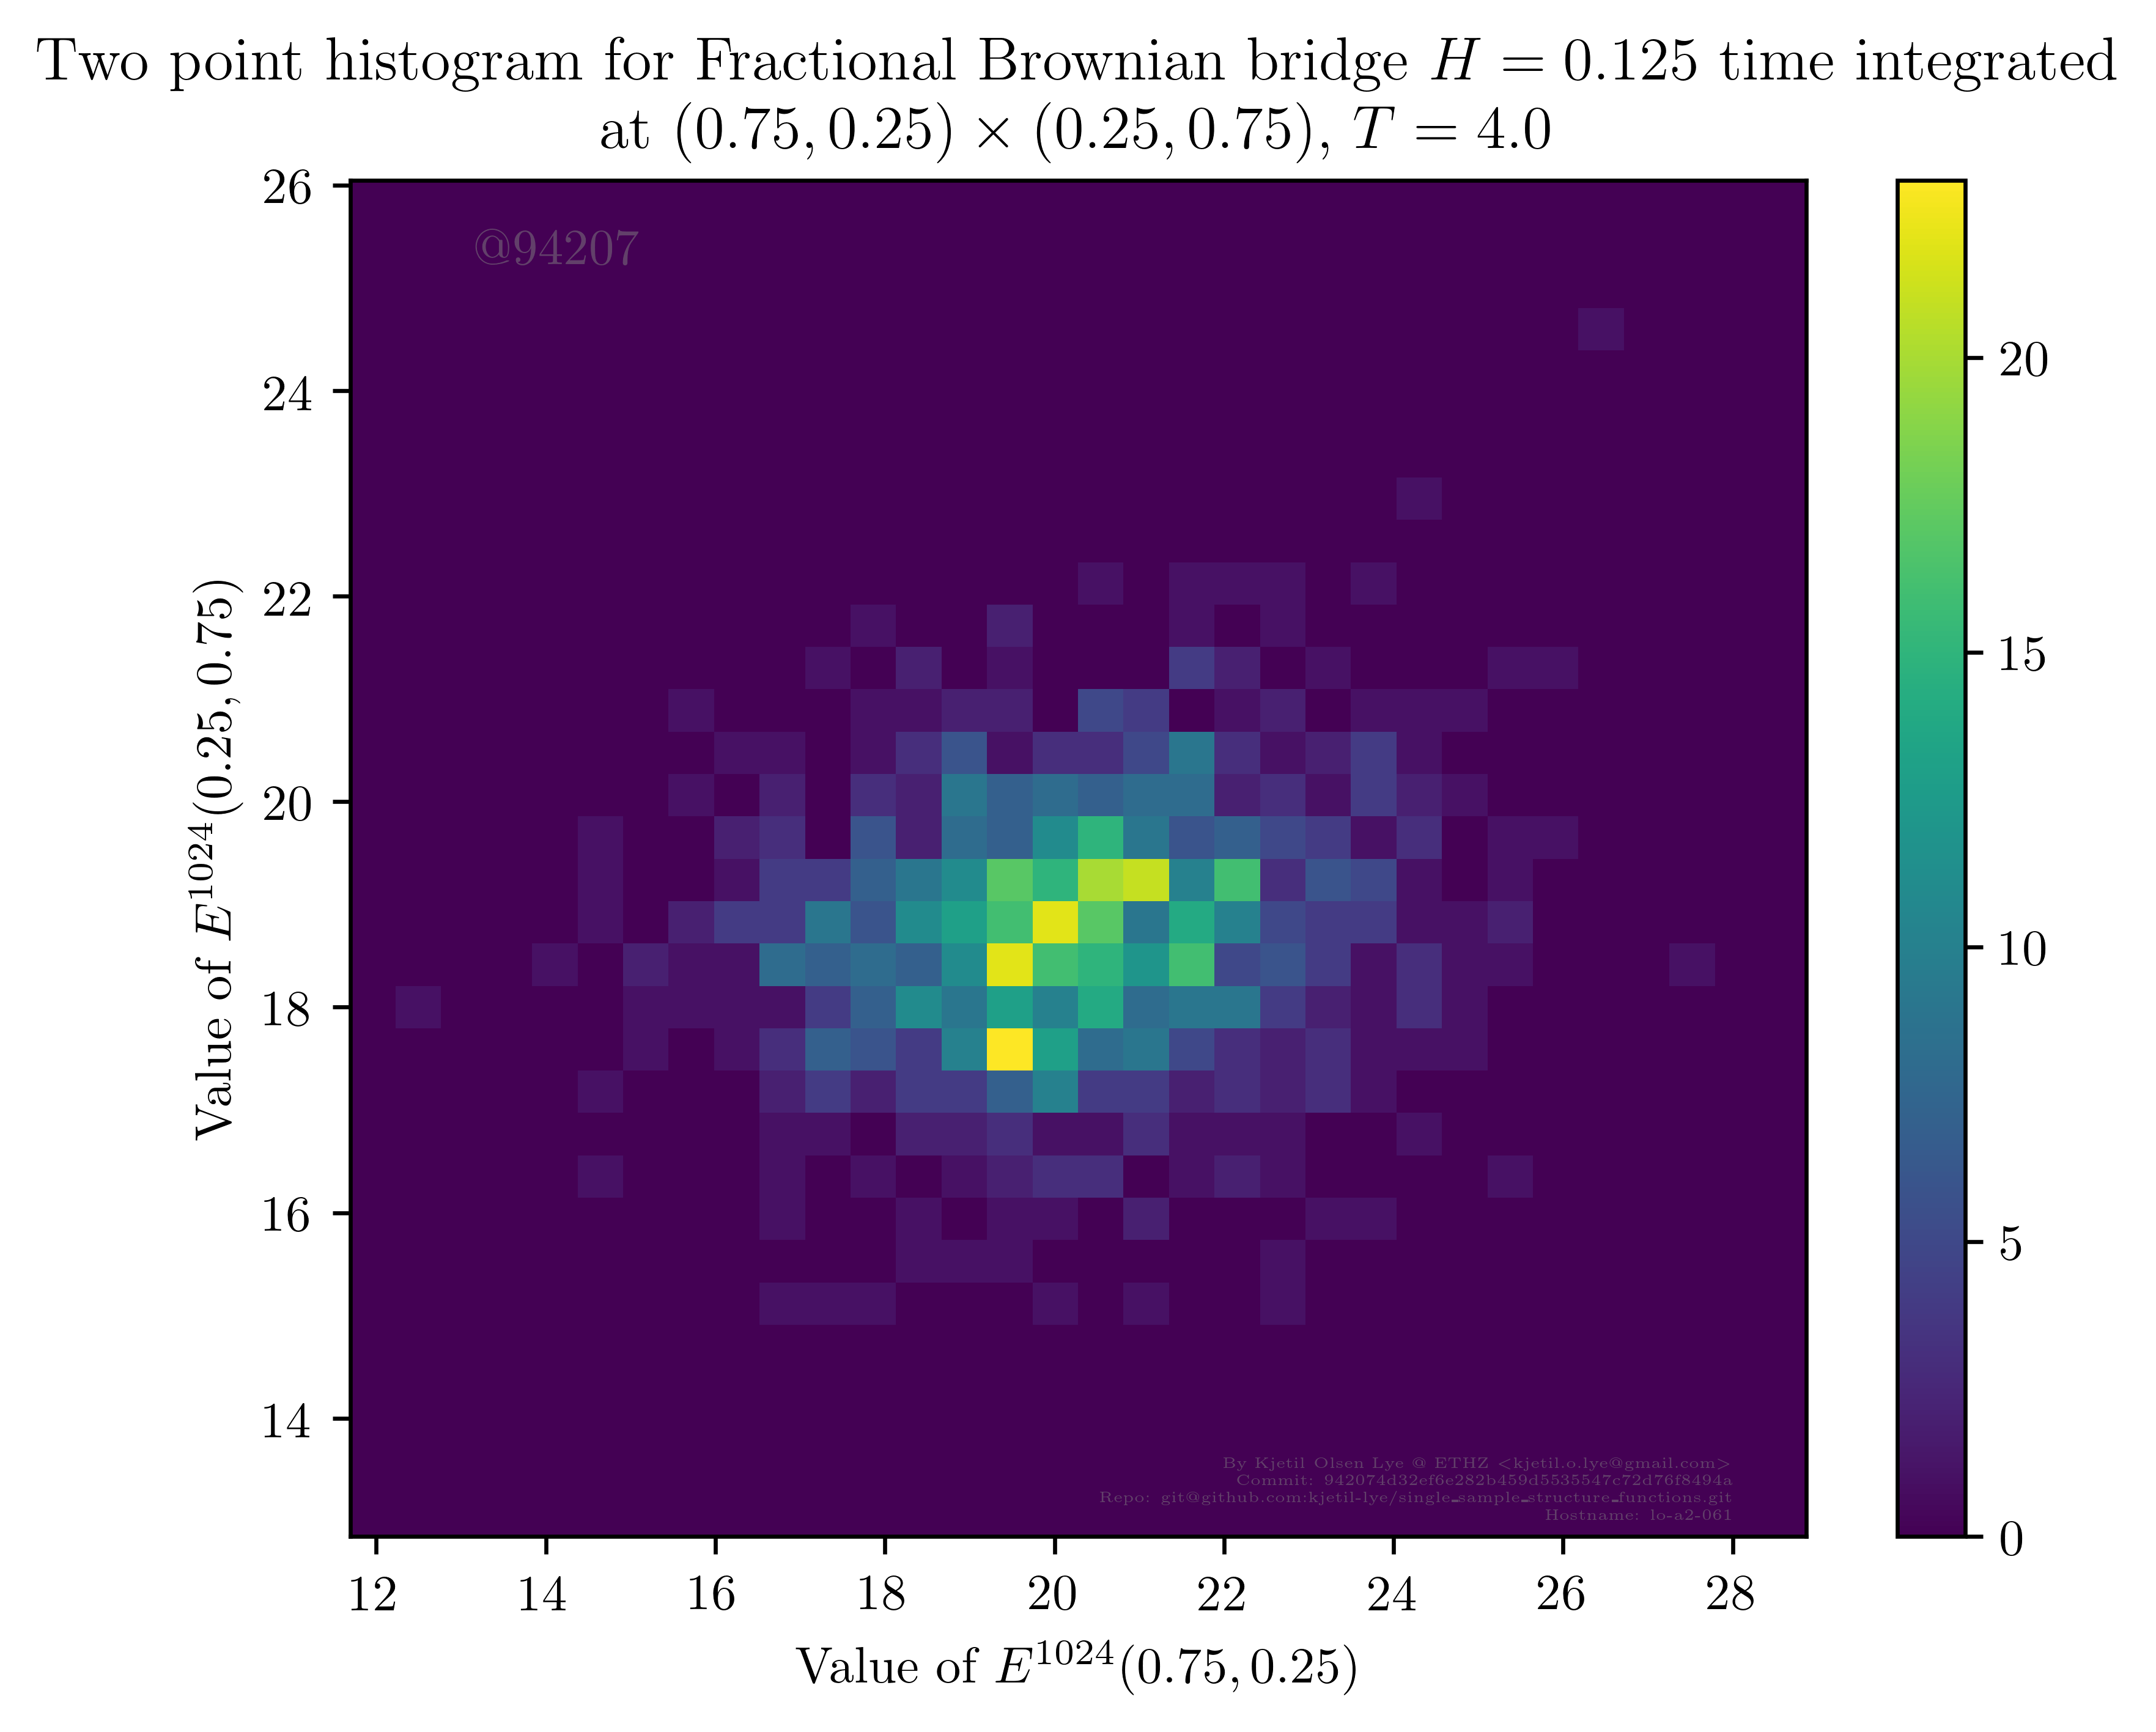 Two point histogram for Fractional Brownian bridge H = 0.125 time integrated
at (0.75, 0.25) × (0.25, 0.75), T = 4.0
@94207
26
24
22
20
18
16
14
Value of E^1024(0.25, 0.75)
12 14 16 18 20 22 24 26 28
Value of E^1024(0.75, 0.25)
20
15
10
5
0
By Kjetil Olsen Lye @ ETHZ <kjetil.o.lye@gmail.com>
Commit: 942074d32ef6e282b459d5535547c72d76f8494a
Repo: git@github.com:kjetil-lye/single_sample_structure_functions.git
Hostname: lo-a2-061